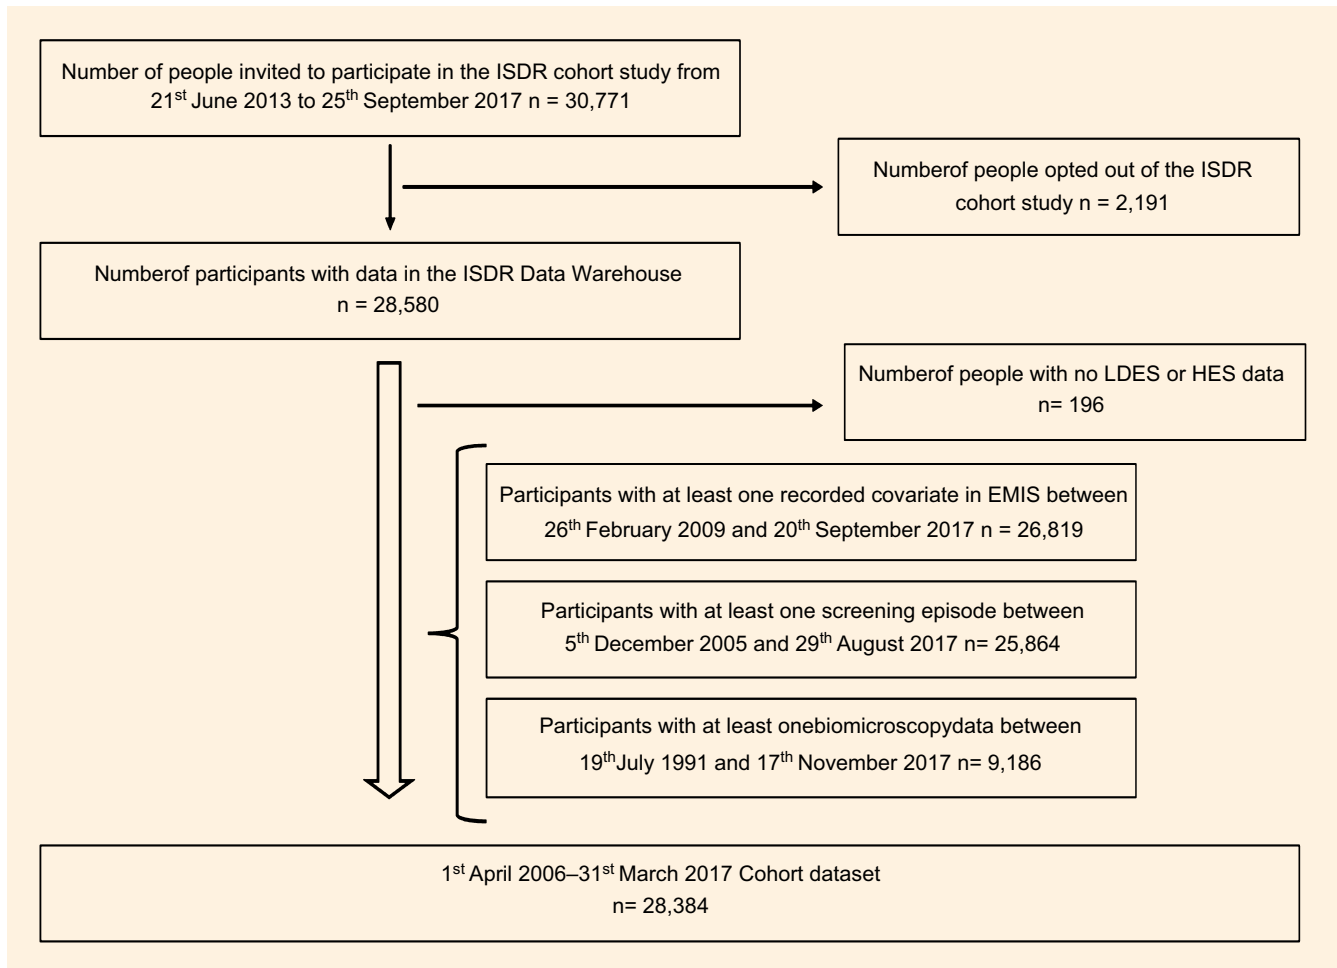 Number of people invited to participate in the ISDR cohort study from
21st June 2013 to 25th September 2017 n = 30,771
Numberof people opted out of the ISDR
cohort study n = 2,191
Numberof participants with data in the ISDR Data Warehouse
n = 28,580
Numberof people with no LDES or HES data
n= 196
Participants with at least one recorded covariate in EMIS between
26th February 2009 and 20th September 2017 n = 26,819
Participants with at least one screening episode between
5th December 2005 and 29th August 2017 n= 25,864
Participants with at least onebiomicroscopydata between
19thJuly 1991 and 17th November 2017 n= 9,186
1st April 2006–31st March 2017 Cohort dataset
n= 28,384